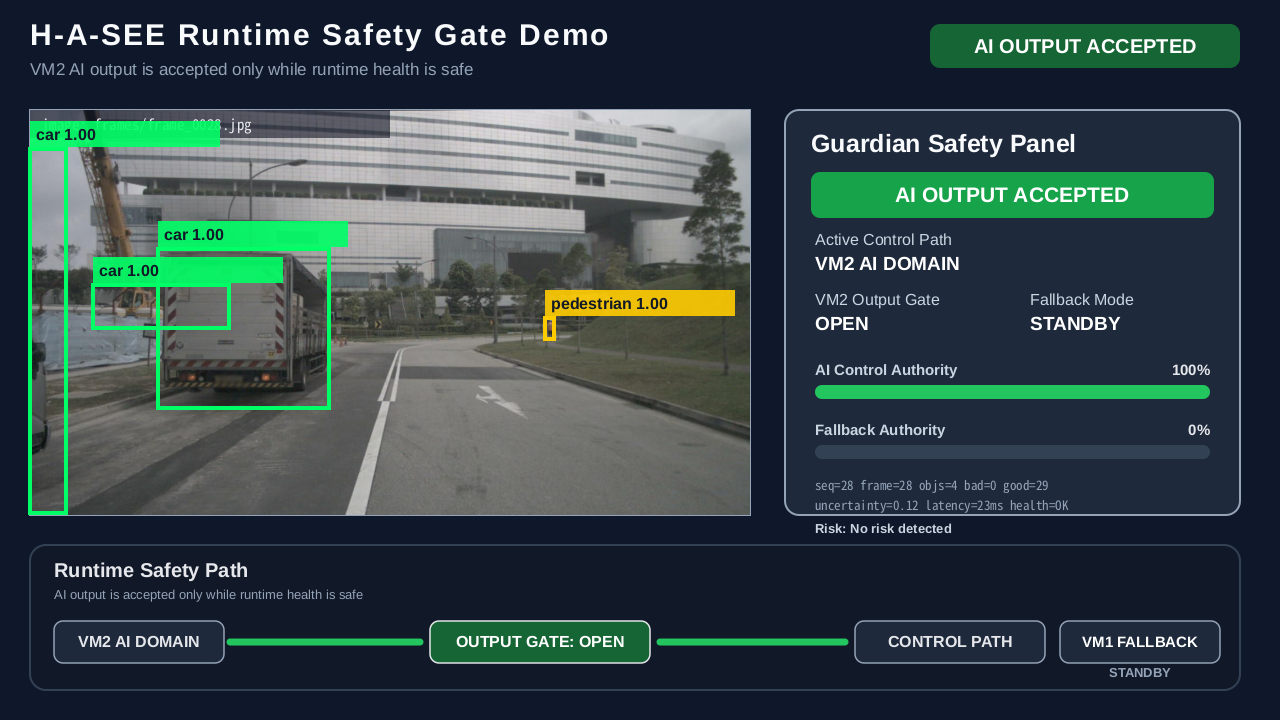 H-A-SEE Runtime Safety Gate Demo
VM2 AI output is accepted only while runtime health is safe
AI OUTPUT ACCEPTED
frames/frame_0028.jpg
car 1.00
car 1.00
car 1.00
pedestrian 1.00
Guardian Safety Panel
AI OUTPUT ACCEPTED
Active Control Path
VM2 AI DOMAIN
VM2 Output Gate
Fallback Mode
OPEN
STANDBY
AI Control Authority
100%
Fallback Authority
0%
seq=28 frame=28 objs=4 bad=0 good=29
uncertainty=0.12 latency=23ms health=OK
Risk: No risk detected
Runtime Safety Path
AI output is accepted only while runtime health is safe
VM2 AI DOMAIN
OUTPUT GATE: OPEN
CONTROL PATH
VM1 FALLBACK
STANDBY